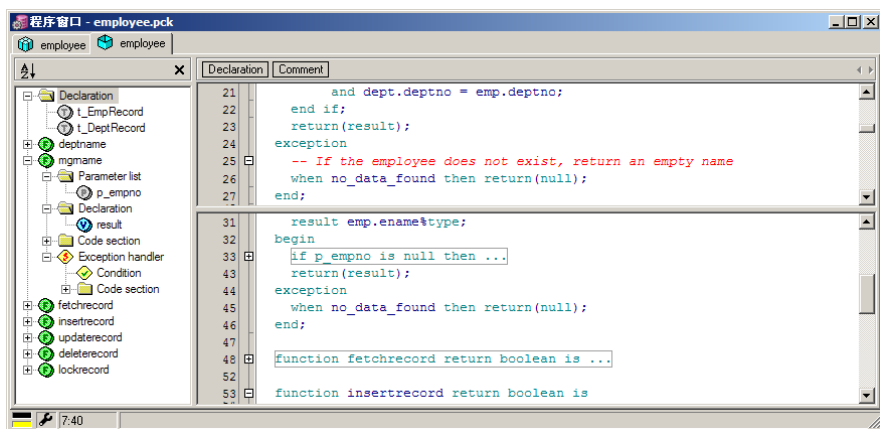 程序窗口 - employee.pck
employee employee
Declaration Comment
Declaration
t_EmpRecord
t_DeptRecord
deptname
mgrname
Parameter list
p_empno
Declaration
result
Code section
Exception handler
Condition
Code section
fetchrecord
insertrecord
updaterecord
deleterecord
lockrecord
21 and dept.deptno = emp.deptno;
22 end if;
23 return(result);
24 exception
25 -- If the employee does not exist, return an empty name
26 when no_data_found then return(null);
27 end;
31 result emp.ename%type;
32 begin
33 if p_empno is null then ...
43 return(result);
44 exception
45 when no_data_found then return(null);
46 end;
47
48 function fetchrecord return boolean is ...
52
53 function insertrecord return boolean is
7:40